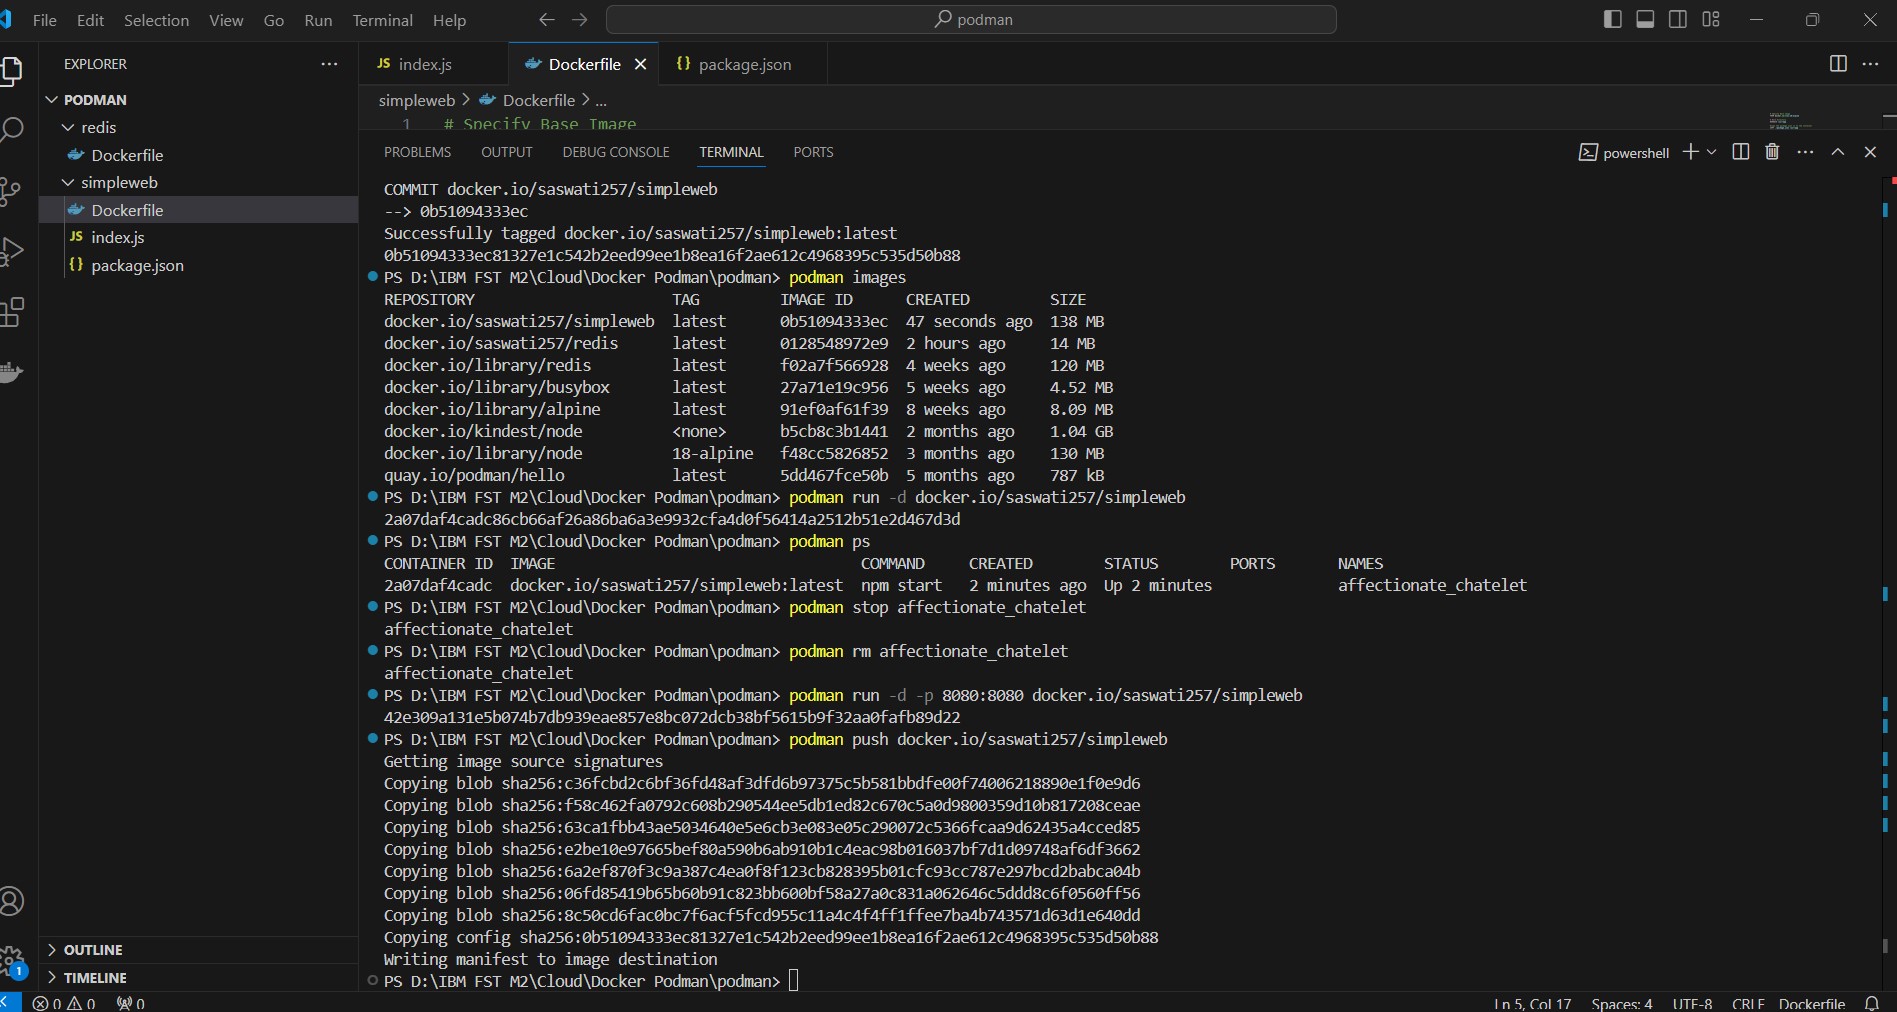 File Edit Selection View Go Run Terminal Help
podman
EXPLORER
PODMAN
redis
Dockerfile
simpleweb
Dockerfile
JS index.js
{} package.json
OUTLINE
TIMELINE
JS index.js
Dockerfile
{} package.json
simpleweb > Dockerfile > ...
1 # Specify Base Image
PROBLEMS OUTPUT DEBUG CONSOLE TERMINAL PORTS
powershell
COMMIT docker.io/saswati257/simpleweb
--> 0b51094333ec
Successfully tagged docker.io/saswati257/simpleweb:latest
0b51094333ec81327e1c542b2eed99ee1b8ea16f2ae612c4968395c535d50b88
PS D:\IBM FST M2\Cloud\Docker Podman\podman> podman images
REPOSITORY TAG IMAGE ID CREATED SIZE
docker.io/saswati257/simpleweb latest 0b51094333ec 47 seconds ago 138 MB
docker.io/saswati257/redis latest 0128548972e9 2 hours ago 14 MB
docker.io/library/redis latest f02a7f566928 4 weeks ago 120 MB
docker.io/library/busybox latest 27a71e19c956 5 weeks ago 4.52 MB
docker.io/library/alpine latest 91ef0af61f39 8 weeks ago 8.09 MB
docker.io/kindest/node <none> b5cb8c3b1441 2 months ago 1.04 GB
docker.io/library/node 18-alpine f48cc5826852 3 months ago 130 MB
quay.io/podman/hello latest 5dd467fce50b 5 months ago 787 kB
PS D:\IBM FST M2\Cloud\Docker Podman\podman> podman run -d docker.io/saswati257/simpleweb
2a07daf4cadc86cb66af26a86ba6a3e9932cfa4d0f56414a2512b51e2d467d3d
PS D:\IBM FST M2\Cloud\Docker Podman\podman> podman ps
CONTAINER ID IMAGE COMMAND CREATED STATUS PORTS NAMES
2a07daf4cadc docker.io/saswati257/simpleweb:latest npm start 2 minutes ago Up 2 minutes affectionate_chatelet
PS D:\IBM FST M2\Cloud\Docker Podman\podman> podman stop affectionate_chatelet
affectionate_chatelet
PS D:\IBM FST M2\Cloud\Docker Podman\podman> podman rm affectionate_chatelet
affectionate_chatelet
PS D:\IBM FST M2\Cloud\Docker Podman\podman> podman run -d -p 8080:8080 docker.io/saswati257/simpleweb
42e309a131e5b074b7db939eae857e8bc072dcb38bf5615b9f32aa0fafb89d22
PS D:\IBM FST M2\Cloud\Docker Podman\podman> podman push docker.io/saswati257/simpleweb
Getting image source signatures
Copying blob sha256:c36fcbd2c6bf36fd48af3dfd6b97375c5b581bbdfe00f74006218890e1f0e9d6
Copying blob sha256:f58c462fa0792c608b290544ee5db1ed82c670c5a0d9800359d10b817208ceae
Copying blob sha256:63ca1fbb43ae5034640e5e6cb3e083e05c290072c5366fcaa9d62435a4cced85
Copying blob sha256:e2be10e97665bef80a590b6ab910b1c4eac98b016037bf7d1d09748af6df3662
Copying blob sha256:6a2ef870f3c9a387c4ea0f8f123cb828395b01cfc93cc787e297bcd2babca04b
Copying blob sha256:06fd85419b65b60b91c823bb600bf58a27a0c831a062646c5ddd8c6f0560ff56
Copying blob sha256:8c50cd6fac0bc7f6acf5fcd955c11a4c4f4ff1ffee7ba4b743571d63d1e640dd
Copying config sha256:0b51094333ec81327e1c542b2eed99ee1b8ea16f2ae612c4968395c535d50b88
Writing manifest to image destination
PS D:\IBM FST M2\Cloud\Docker Podman\podman>
1
0 0 0
Ln 5, Col 17 Spaces: 4 UTF-8 CRLF Dockerfile